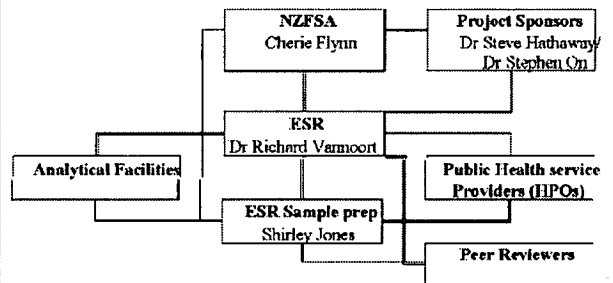 NZFSA
Cherie Flynn
Project Sponsors
Dr Steve Hathaway/
Dr Stephen On
ESR
Dr Richard Vannoort
Analytical Facilities
Public Health service
Providers (HPOs)
ESR Sample prep
Shirley Jones
Peer Reviewers